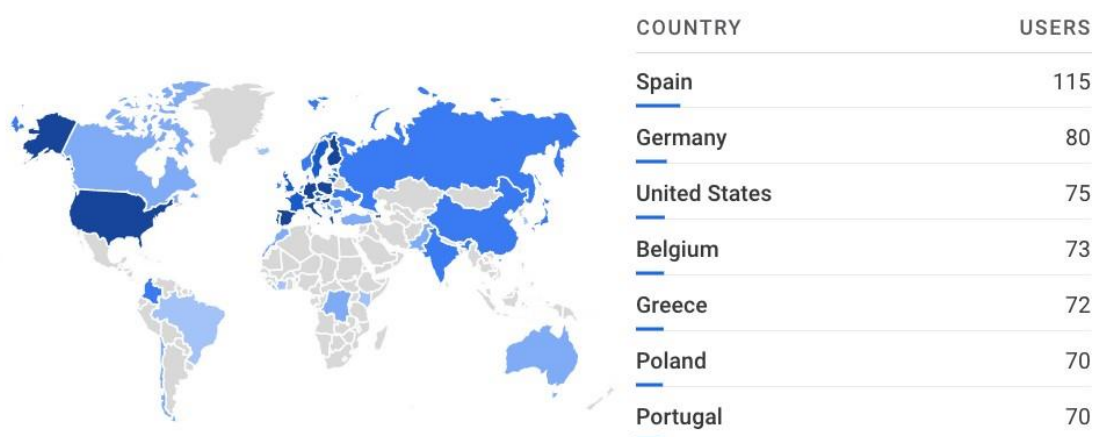 COUNTRY USERS
Spain 115
Germany 80
United States 75
Belgium 73
Greece 72
Poland 70
Portugal 70